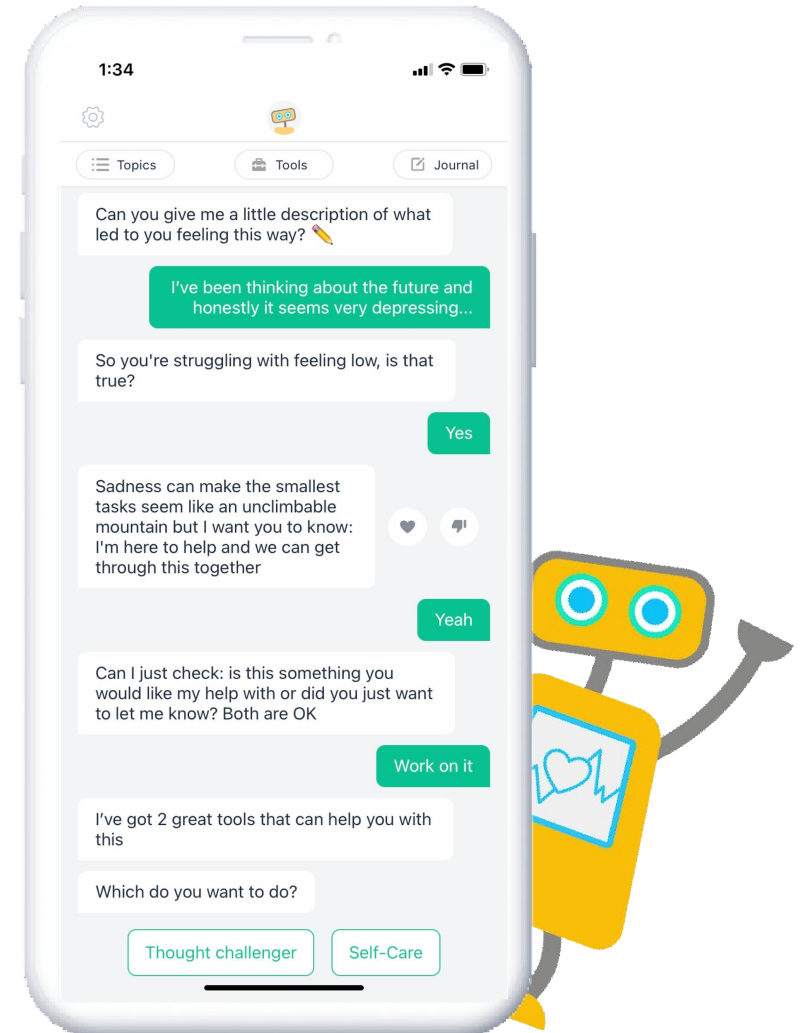 1:34
Topics Tools Journal
Can you give me a little description of what
led to you feeling this way? ✏️
I’ve been thinking about the future and
honestly it seems very depressing...
So you're struggling with feeling low, is that
true?
Yes
Sadness can make the smallest
tasks seem like an unclimbable
mountain but I want you to know:
I'm here to help and we can get
through this together
Yeah
Can I just check: is this something you
would like my help with or did you just want
to let me know? Both are OK
Work on it
I’ve got 2 great tools that can help you with
this
Which do you want to do?
Thought challenger Self-Care